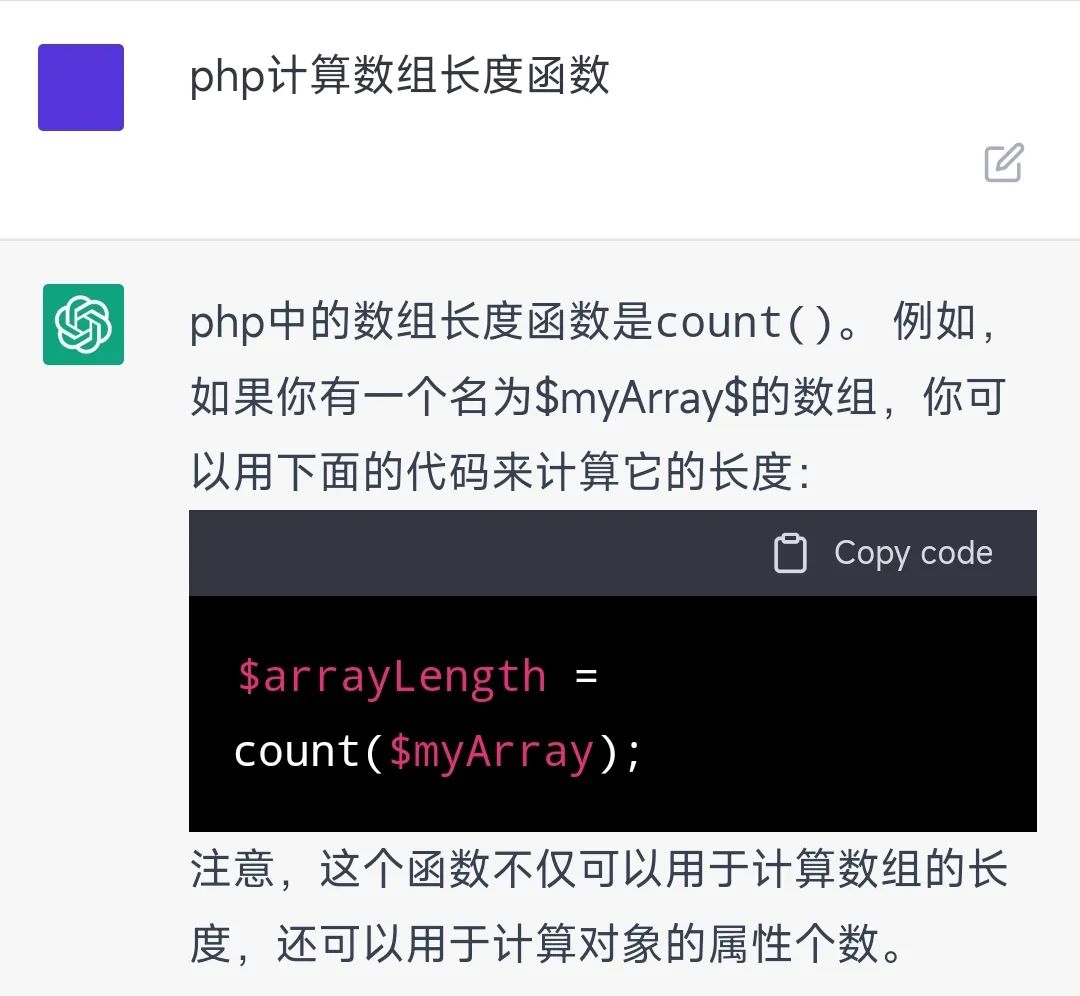 php计算数组长度函数
php中的数组长度函数是count()。 例如，
如果你有一个名为$myArray$的数组，你可
以用下面的代码来计算它的长度：
Copy code
$arrayLength =
count($myArray);
注意，这个函数不仅可以用于计算数组的长
度，还可以用于计算对象的属性个数。